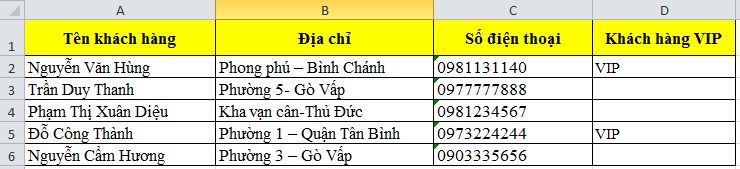 A B C D
1 Tên khách hàng Địa chỉ Số điện thoại Khách hàng VIP
2 Nguyễn Văn Hùng Phong phú – Bình Chánh 0981131140 VIP
3 Trần Duy Thanh Phường 5- Gò Vấp 0977777888
4 Phạm Thị Xuân Diệu Kha vạn cân-Thủ Đức 0981234567
5 Đỗ Công Thành Phường 1 – Quận Tân Bình 0973224244 VIP
6 Nguyễn Cẩm Hương Phường 3 – Gò Vấp 0903335656